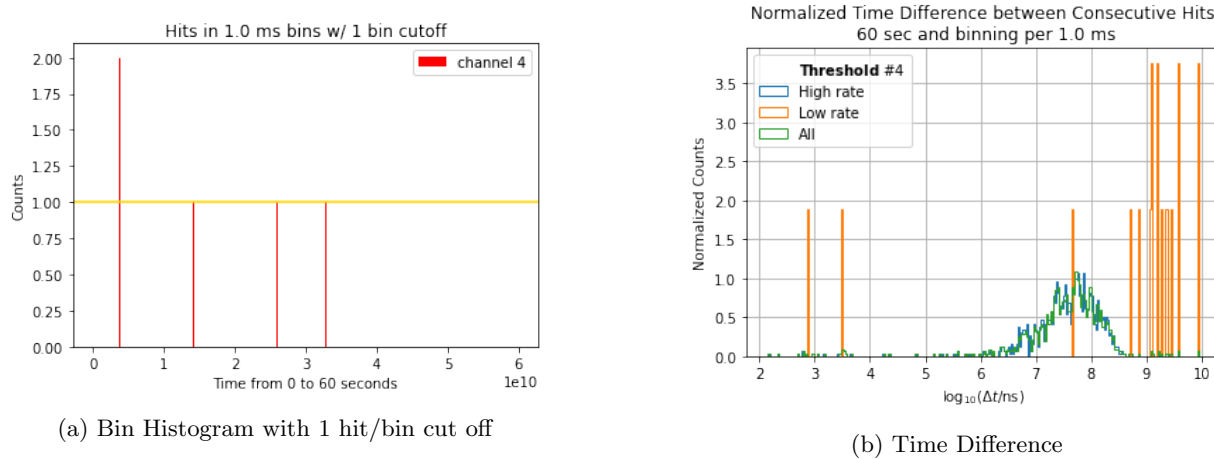 Hits in 1.0 ms bins w/ 1 bin cutoff
channel 4
Counts
2.00
1.75
1.50
1.25
1.00
0.75
0.50
0.25
0.00
0 1 2 3 4 5 6
1e10
Time from 0 to 60 seconds
(a) Bin Histogram with 1 hit/bin cut off
Normalized Time Difference between Consecutive Hits
60 sec and binning per 1.0 ms
Threshold #4
High rate
Low rate
All
Normalized Counts
3.5
3.0
2.5
2.0
1.5
1.0
0.5
0.0
2 3 4 5 6 7 8 9 10
log₁₀(Δt/ns)
(b) Time Difference